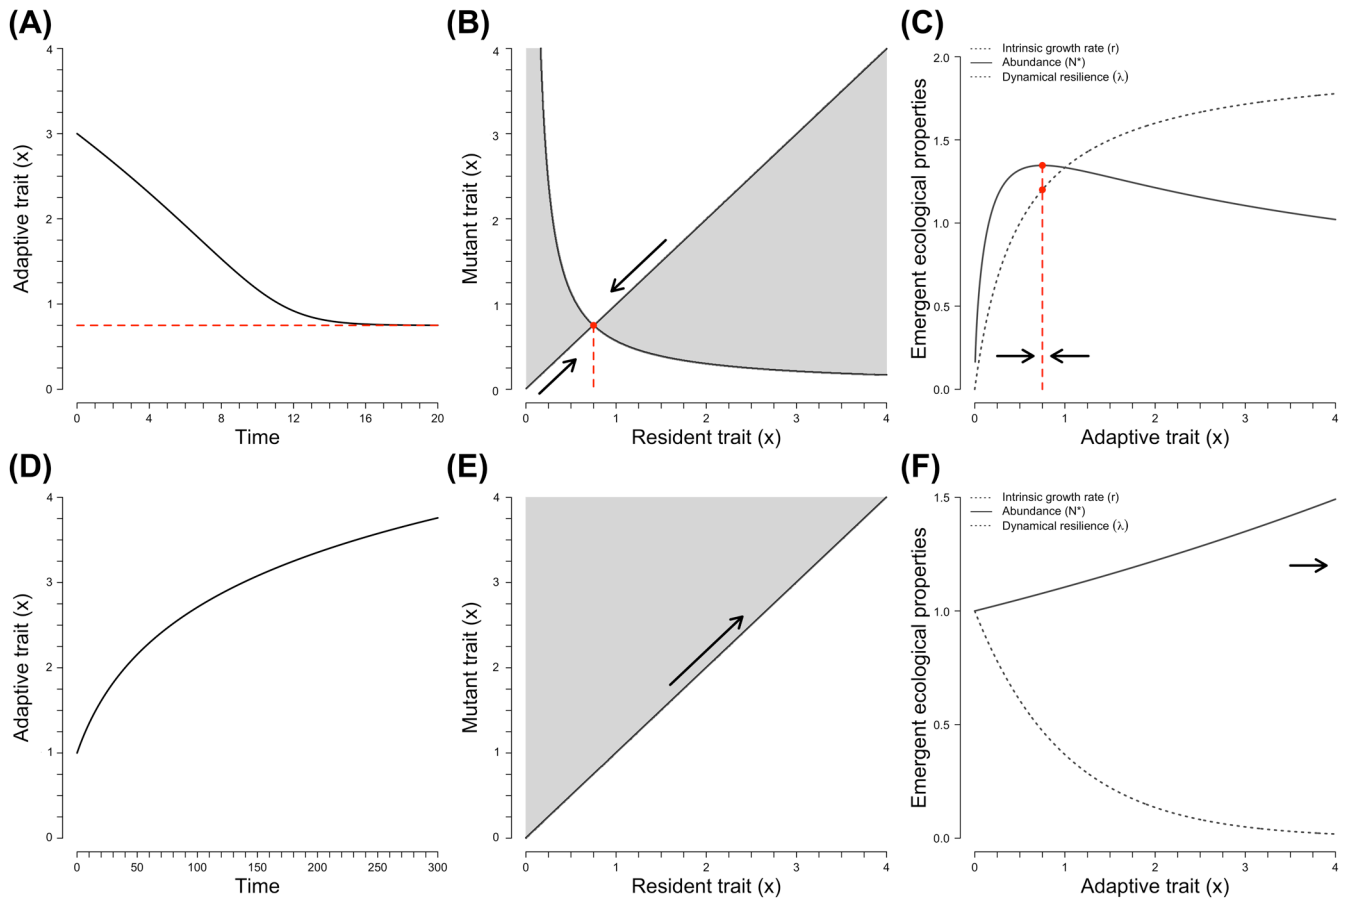 (A)
Adaptive trait (x)
4
3
2
1
0
0 4 8 12 16 20
Time
(B)
Mutant trait (x)
4
3
2
1
0
0 1 2 3 4
Resident trait (x)
(C)
Intrinsic growth rate (r)
Abundance (N*)
Dynamical resilience (λ)
Emergent ecological properties
2.0
1.5
1.0
0.5
0.0
0 1 2 3 4
Adaptive trait (x)
(D)
Adaptive trait (x)
4
3
2
1
0
0 50 100 150 200 250 300
Time
(E)
Mutant trait (x)
4
3
2
1
0
0 1 2 3 4
Resident trait (x)
(F)
Intrinsic growth rate (r)
Abundance (N*)
Dynamical resilience (λ)
Emergent ecological properties
1.5
1.0
0.5
0.0
0 1 2 3 4
Adaptive trait (x)